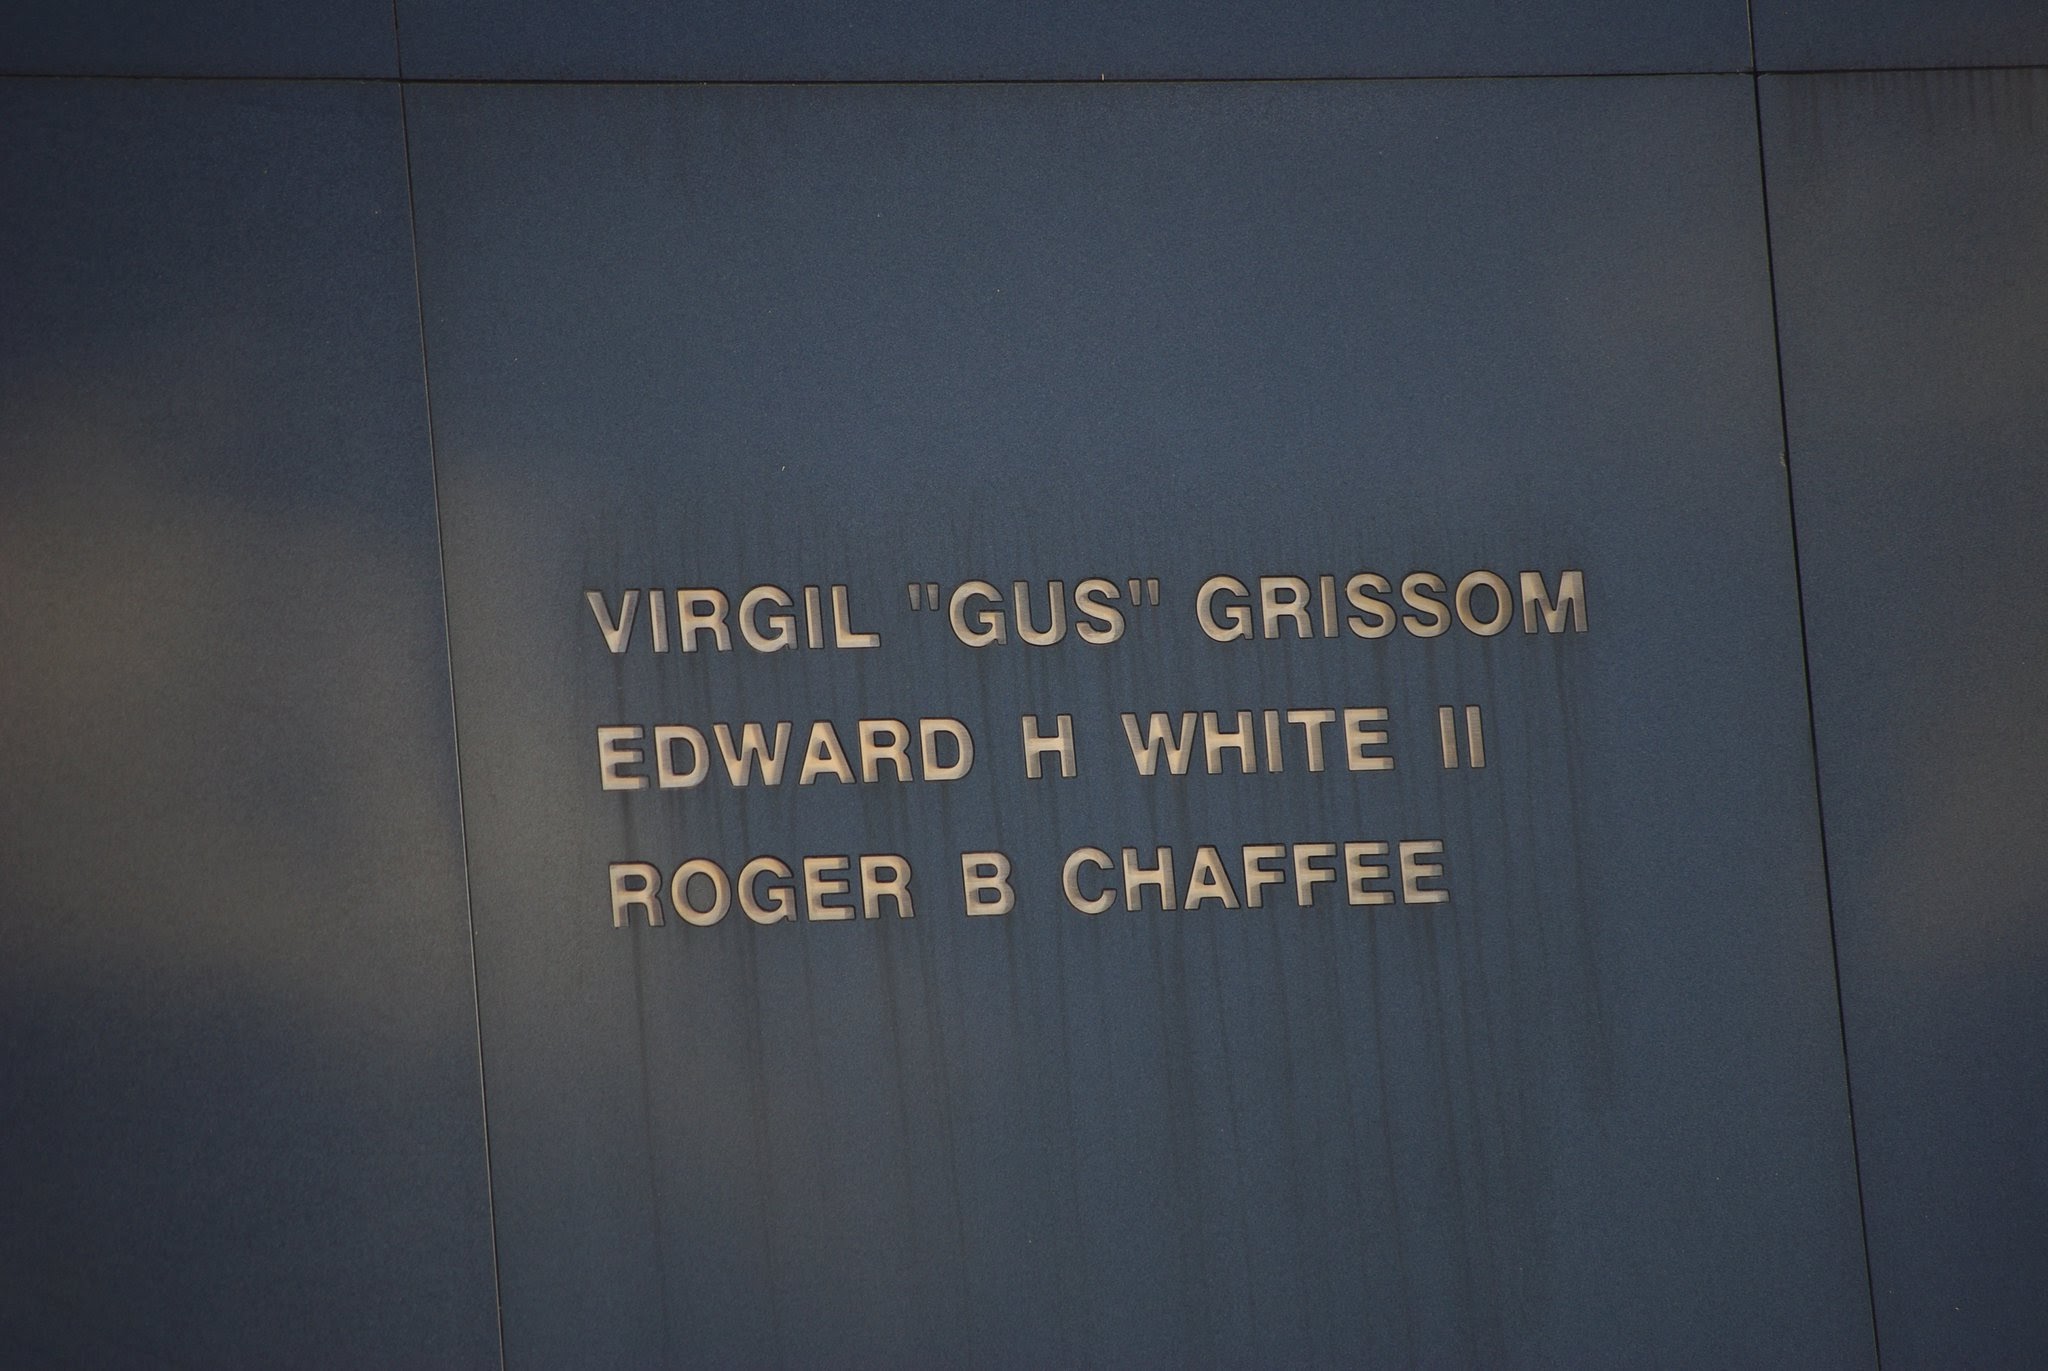 VIRGIL "GUS" GRISSOM
EDWARD H WHITE II
ROGER B CHAFFEE